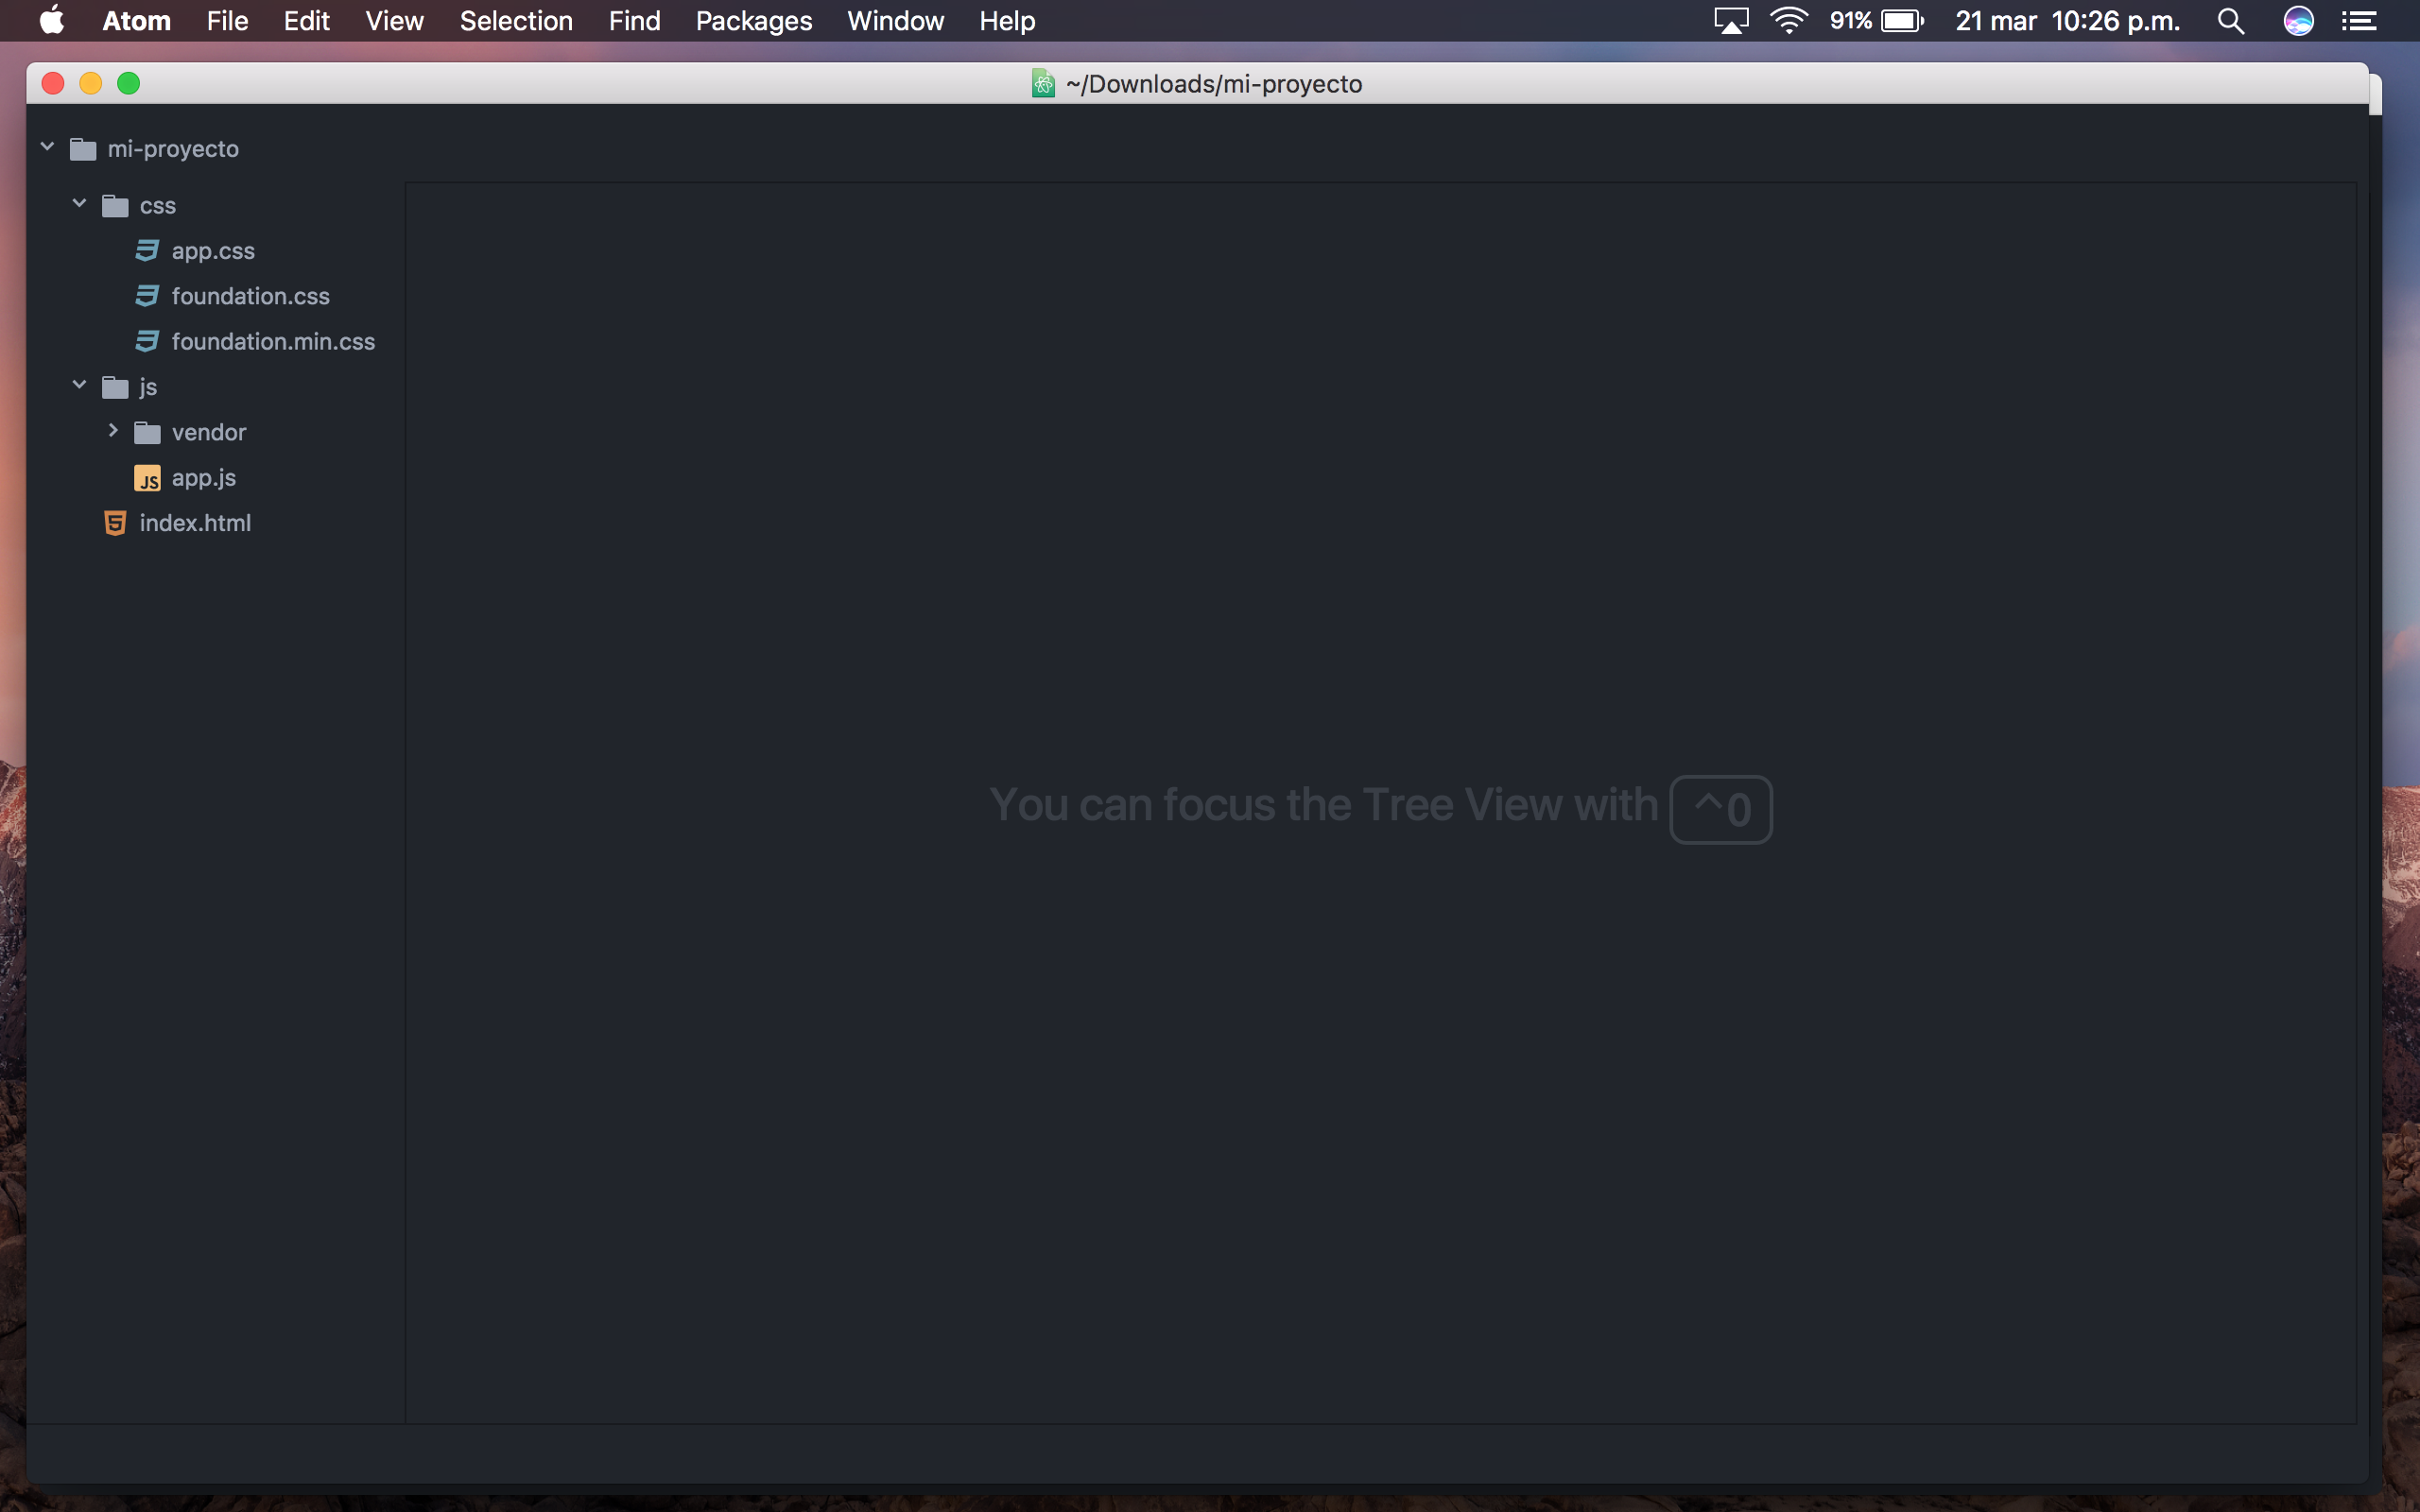 Atom File Edit View Selection Find Packages Window Help 91% 21 mar 10:26 p.m.
~/Downloads/mi-proyecto
mi-proyecto
css
app.css
foundation.css
foundation.min.css
js
vendor
JS app.js
5 index.html
You can focus the Tree View with ^0